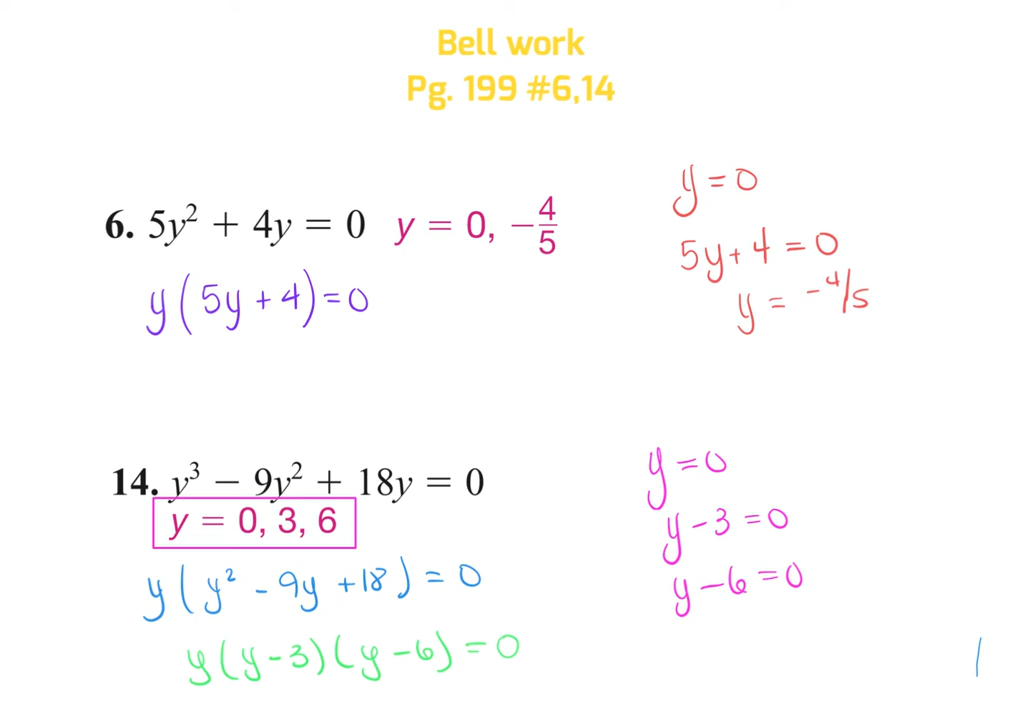 Bell work
Pg. 199 #6,14
6. 5y² + 4y = 0 y = 0, −4/5
y(5y + 4) = 0
y = 0
5y + 4 = 0
y = -4/5
14. y³ − 9y² + 18y = 0
y = 0, 3, 6
y(y² - 9y + 18) = 0
y(y - 3)(y - 6) = 0
y = 0
y - 3 = 0
y - 6 = 0